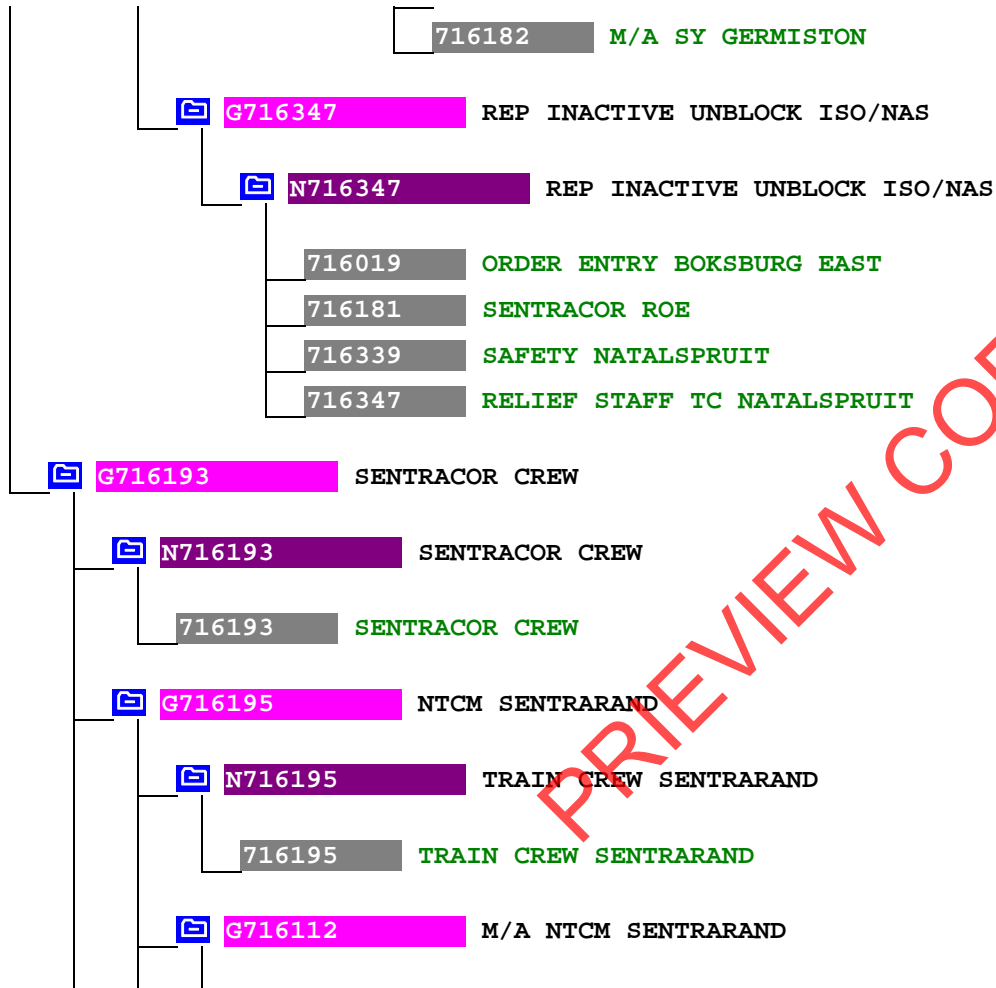 716182 M/A SY GERMISTON
G716347 REP INACTIVE UNBLOCK ISO/NAS
N716347 REP INACTIVE UNBLOCK ISO/NAS
716019 ORDER ENTRY BOKSBURG EAST
716181 SENTRACOR ROE
716339 SAFETY NATALSPRUIT
716347 RELIEF STAFF TC NATALSPRUIT
G716193 SENTRACOR CREW
N716193 SENTRACOR CREW
716193 SENTRACOR CREW
G716195 NTCM SENTRARAND
N716195 TRAIN CREW SENTRARAND
716195 TRAIN CREW SENTRARAND
G716112 M/A NTCM SENTRARAND
PRIEVIEW